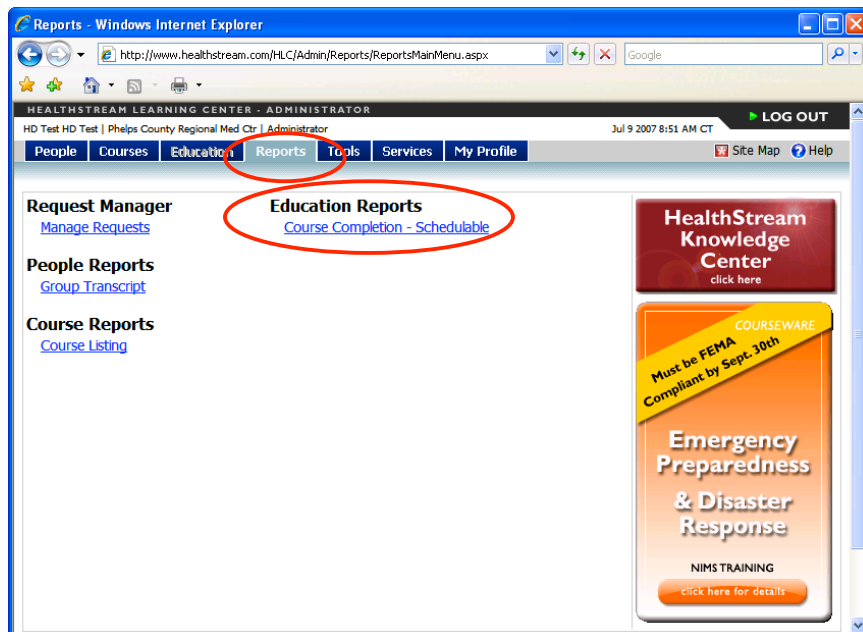 Reports - Windows Internet Explorer
http://www.healthstream.com/HLC/Admin/Reports/ReportsMainMenu.aspx
Google
HEALTHSTREAM LEARNING CENTER - ADMINISTRATOR
LOG OUT
HD Test HD Test | Phelps County Regional Med Ctr | Administrator
Jul 9 2007 8:51 AM CT
People Courses Education Reports Tools Services My Profile Site Map Help
Request Manager
Manage Requests
People Reports
Group Transcript
Course Reports
Course Listing
Education Reports
Course Completion - Schedulable
HealthStream
Knowledge
Center
click here
COURSEWARE
Must be FEMA
Compliant by Sept. 30th
Emergency
Preparedness
& Disaster
Response
NIMS TRAINING
click here for details